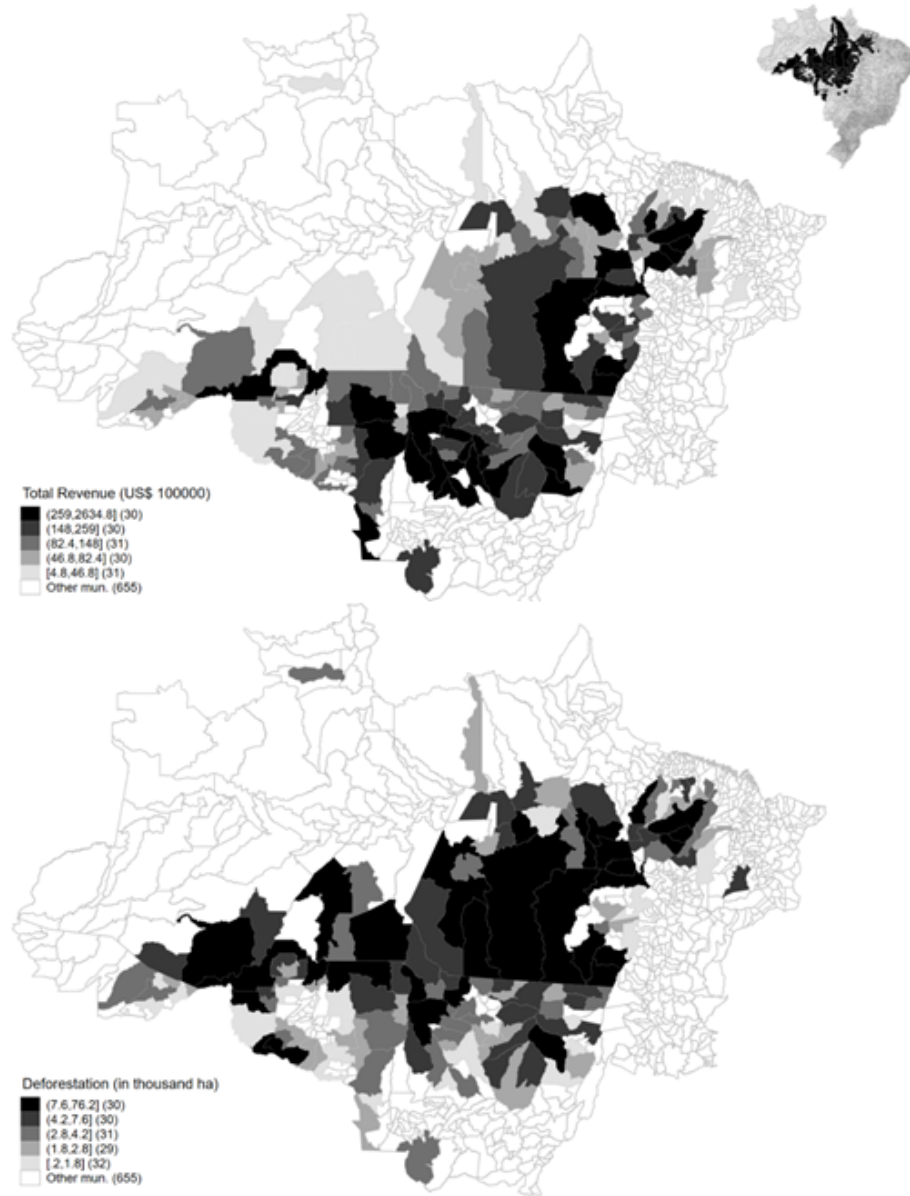 Total Revenue (US$ 100000)
(259,2634.8] (30)
(148,259] (30)
(82.4,148] (31)
(46.8,82.4] (30)
[4.8,46.8] (31)
Other mun. (655)
Deforestation (in thousand ha)
(7.6,76.2] (30)
(4.2,7.6] (30)
(2.8,4.2] (31)
(1.8,2.8] (29)
[.2,1.8] (32)
Other mun. (655)